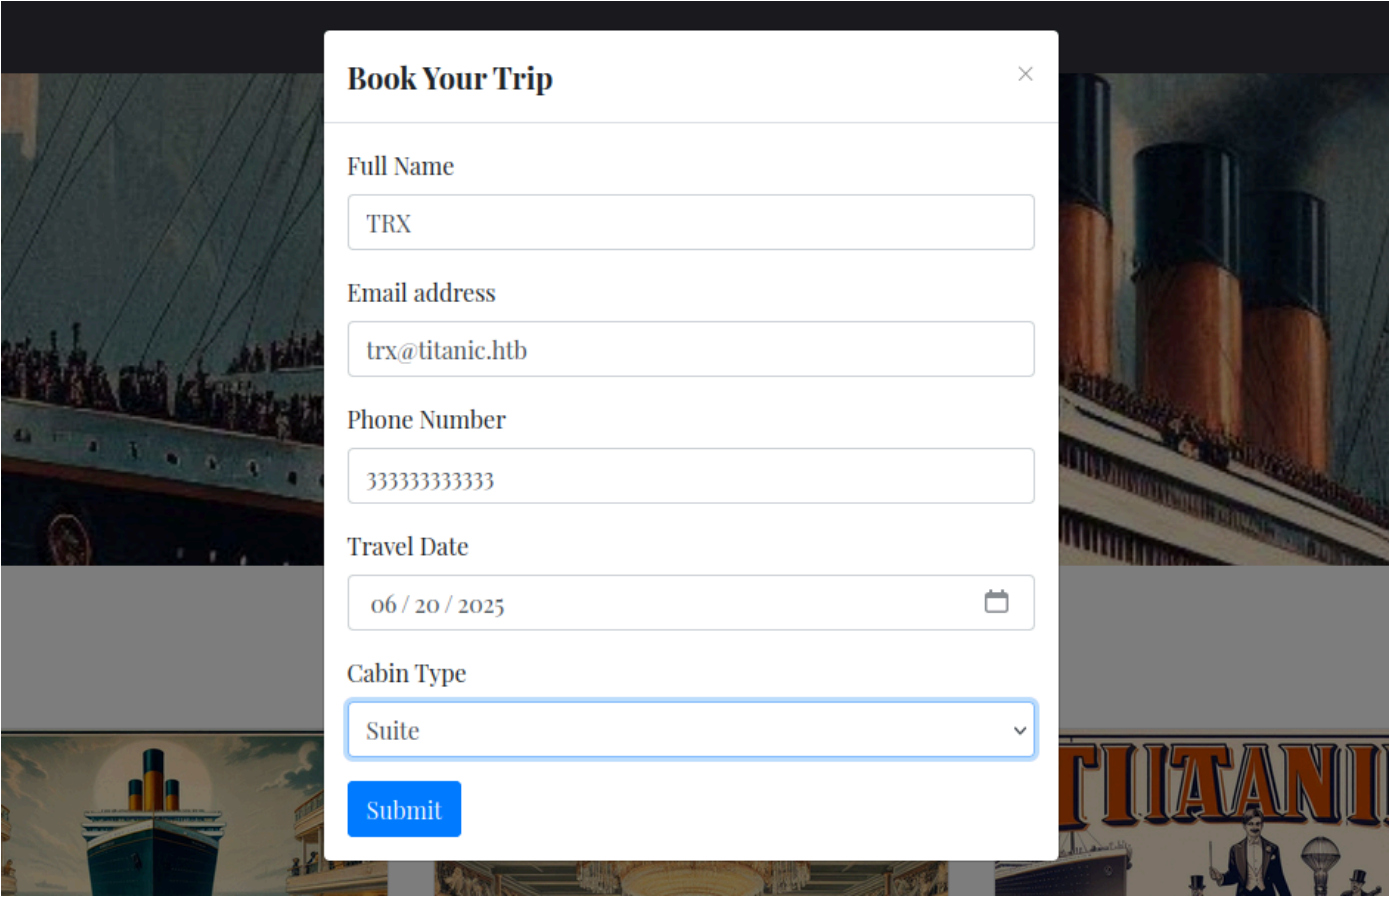 Book Your Trip
×
Full Name
TRX
Email address
trx@titanic.htb
Phone Number
333333333333
Travel Date
06 / 20 / 2025
Cabin Type
Suite
Submit
TIITANI